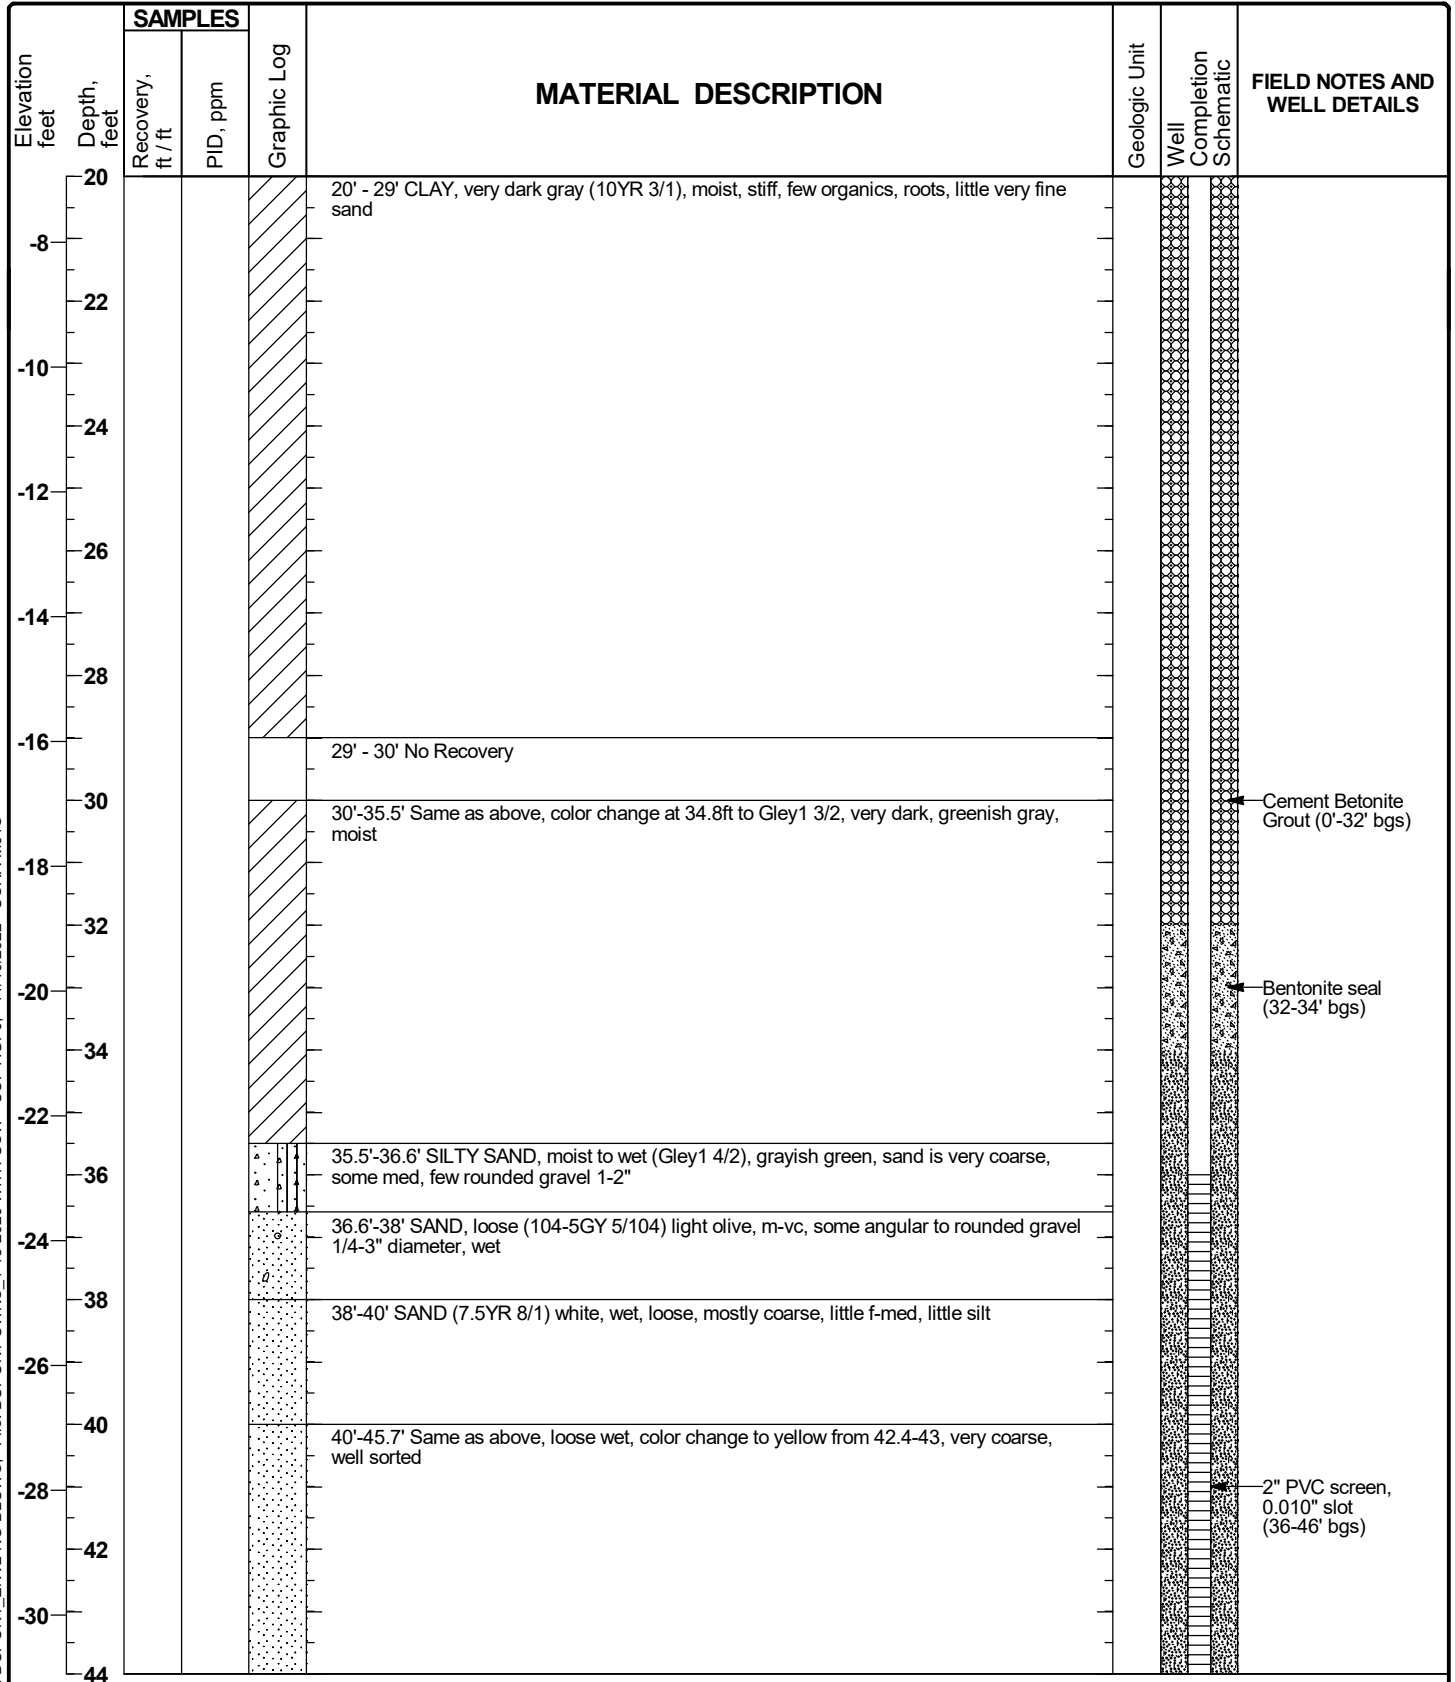 SAMPLES
Elevation
feet
Depth,
feet
Recovery,
ft / ft
PID, ppm
Graphic Log
MATERIAL DESCRIPTION
Geologic Unit
Well
Completion
Schematic
FIELD NOTES AND
WELL DETAILS
20
20' - 29' CLAY, very dark gray (10YR 3/1), moist, stiff, few organics, roots, little very fine
sand
-8
22
-10
24
-12
26
-14
28
-16
29' - 30' No Recovery
30
30'-35.5' Same as above, color change at 34.8ft to Gley1 3/2, very dark, greenish gray,
moist
Cement Betonite
Grout (0'-32' bgs)
-18
32
-20
Bentonite seal
(32-34' bgs)
34
-22
35.5'-36.6' SILTY SAND, moist to wet (Gley1 4/2), grayish green, sand is very coarse,
some med, few rounded gravel 1-2"
36
36.6'-38' SAND, loose (104-5GY 5/104) light olive, m-vc, some angular to rounded gravel
1/4-3" diameter, wet
-24
38
38'-40' SAND (7.5YR 8/1) white, wet, loose, mostly coarse, little f-med, little silt
-26
40
40'-45.7' Same as above, loose wet, color change to yellow from 42.4-43, very coarse,
well sorted
-28
2" PVC screen,
0.010" slot
(36-46' bgs)
42
-30
44